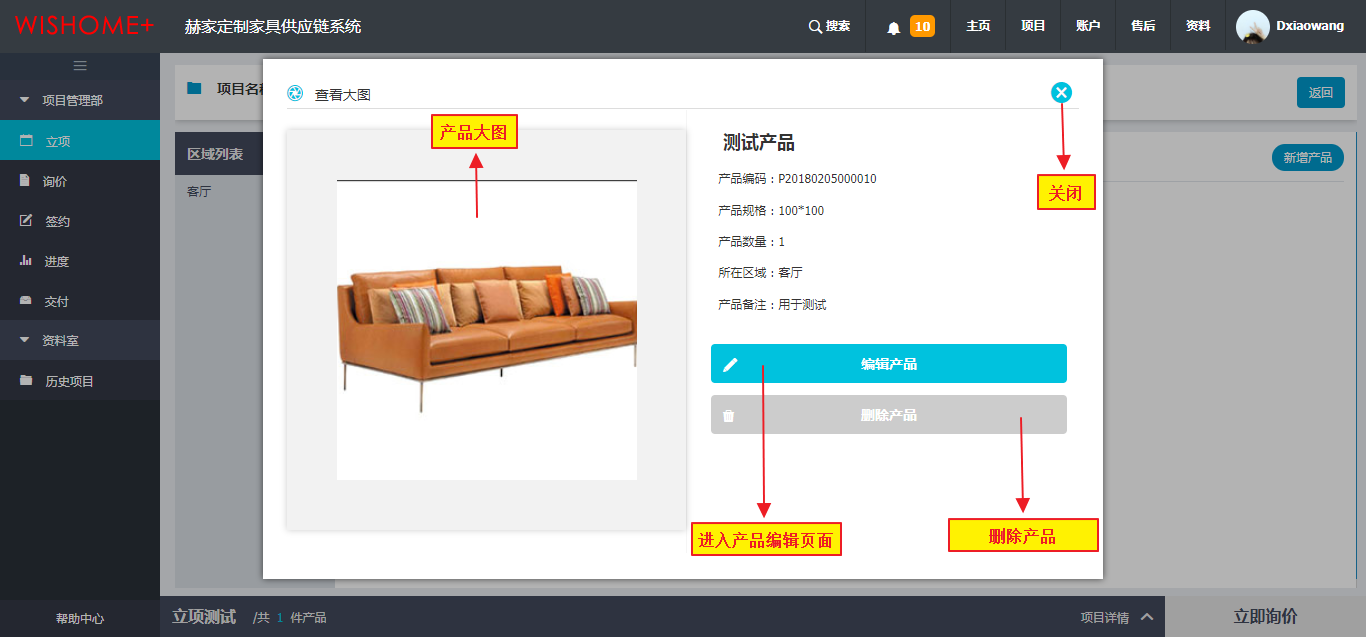 WISHOME+
赫家定制家具供应链系统
搜索
10
主页
项目
账户
售后
资料
Dxiaowang
项目管理部
立项
询价
签约
进度
交付
资料室
历史项目
帮助中心
项目名
返回
区域列表
客厅
新增产品
查看大图
产品大图
关闭
测试产品
产品编码：P20180205000010
产品规格：100*100
产品数量：1
所在区域：客厅
产品备注：用于测试
编辑产品
删除产品
进入产品编辑页面
删除产品
立项测试 /共 1 件产品
项目详情
立即询价